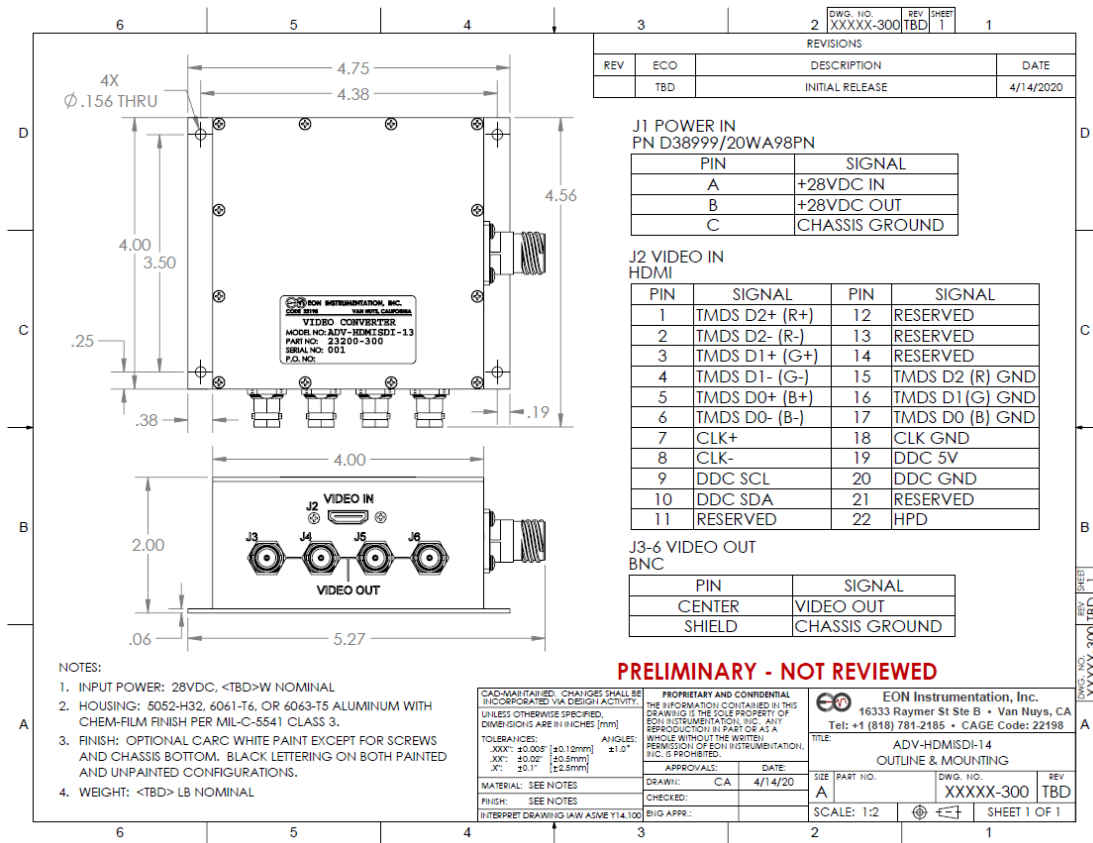 6
5
4
3
2
1
DWG. NO.
XXXXX-300
REV
TBD
SHEET
1
REVISIONS
REV ECO DESCRIPTION DATE
TBD INITIAL RELEASE 4/14/2020
D
C
B
A
D
C
B
A
4X
Ø .156 THRU
4.75
4.38
4.56
4.00
3.50
.25
.38
.19
EON INSTRUMENTATION, INC.
CODE 22198 VAN NUYS, CALIFORNIA
VIDEO CONVERTER
MODEL NO: ADV-HDMISDI-13
PART NO: 23200-300
SERIAL NO: 001
P.O. NO:
4.00
2.00
.06
5.27
J2
VIDEO IN
J3
J4
J5
J6
VIDEO OUT
J1 POWER IN
PN D38999/20WA98PN
PIN SIGNAL
A +28VDC IN
B +28VDC OUT
C CHASSIS GROUND
J2 VIDEO IN
HDMI
PIN SIGNAL PIN SIGNAL
1 TMDS D2+ (R+) 12 RESERVED
2 TMDS D2- (R-) 13 RESERVED
3 TMDS D1+ (G+) 14 RESERVED
4 TMDS D1- (G-) 15 TMDS D2 (R) GND
5 TMDS D0+ (B+) 16 TMDS D1(G) GND
6 TMDS D0- (B-) 17 TMDS D0 (B) GND
7 CLK+ 18 CLK GND
8 CLK- 19 DDC 5V
9 DDC SCL 20 DDC GND
10 DDC SDA 21 RESERVED
11 RESERVED 22 HPD
J3-6 VIDEO OUT
BNC
PIN SIGNAL
CENTER VIDEO OUT
SHIELD CHASSIS GROUND
NOTES:
1. INPUT POWER: 28VDC, <TBD>W NOMINAL
2. HOUSING: 5052-H32, 6061-T6, OR 6063-T5 ALUMINUM WITH
CHEM-FILM FINISH PER MIL-C-5541 CLASS 3.
3. FINISH: OPTIONAL CARC WHITE PAINT EXCEPT FOR SCREWS
AND CHASSIS BOTTOM. BLACK LETTERING ON BOTH PAINTED
AND UNPAINTED CONFIGURATIONS.
4. WEIGHT: <TBD> LB NOMINAL
PRELIMINARY - NOT REVIEWED
CAD-MAINTAINED. CHANGES SHALL BE
INCORPORATED VIA DESIGN ACTIVITY.
UNLESS OTHERWISE SPECIFIED,
DIMENSIONS ARE IN INCHES [mm]
TOLERANCES: ANGLES:
.XXX": ±0.005" [±0.12mm] ±1.0°
.XX": ±0.02" [±0.5mm]
.X": ±0.1" [±2.5mm]
MATERIAL: SEE NOTES
FINISH: SEE NOTES
INTERPRET DRAWING IAW ASME Y14.100
PROPRIETARY AND CONFIDENTIAL
THE INFORMATION CONTAINED IN THIS
DRAWING IS THE SOLE PROPERTY OF
EON INSTRUMENTATION, INC. ANY
REPRODUCTION IN PART OR AS A
WHOLE WITHOUT THE WRITTEN
PERMISSION OF EON INSTRUMENTATION,
INC. IS PROHIBITED.
APPROVALS: DATE:
DRAWN: CA 4/14/20
CHECKED:
ENG APPR.:
EON Instrumentation, Inc.
16333 Raymer St Ste B • Van Nuys, CA
Tel: +1 (818) 781-2185 • CAGE Code: 22198
TITLE:
ADV-HDMISDI-14
OUTLINE & MOUNTING
SIZE PART NO. DWG. NO. REV
A XXXXX-300 TBD
SCALE: 1:2 SHEET 1 OF 1
DWG. NO.
XXXXX-300
REV
TBD
SHEET
1
6
5
4
3
2
1